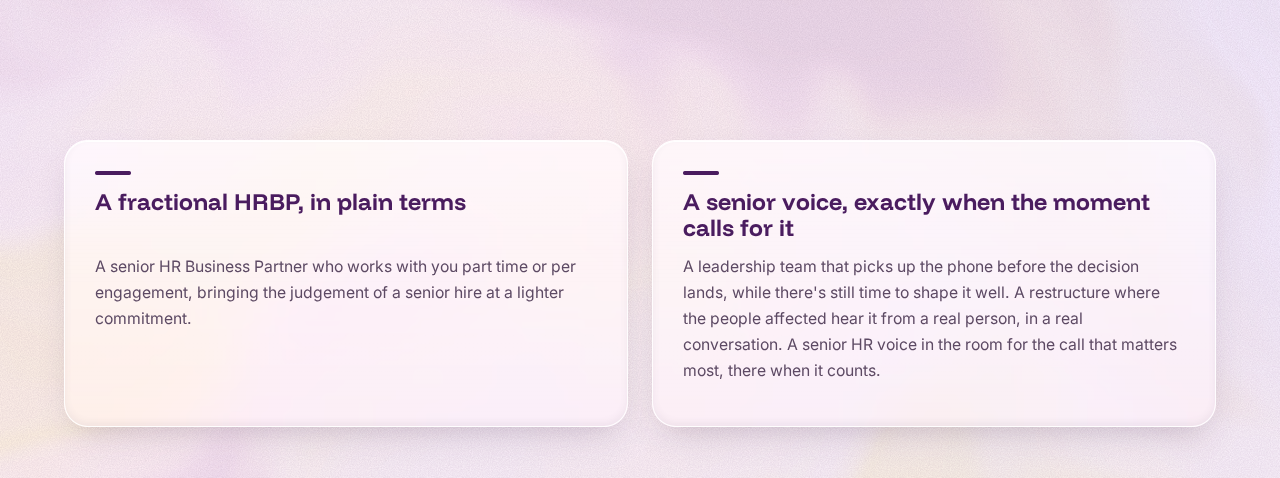 A fractional HRBP, in plain terms
A senior HR Business Partner who works with you part time or per
engagement, bringing the judgement of a senior hire at a lighter
commitment.
A senior voice, exactly when the moment
calls for it
A leadership team that picks up the phone before the decision
lands, while there's still time to shape it well. A restructure where
the people affected hear it from a real person, in a real
conversation. A senior HR voice in the room for the call that matters
most, there when it counts.